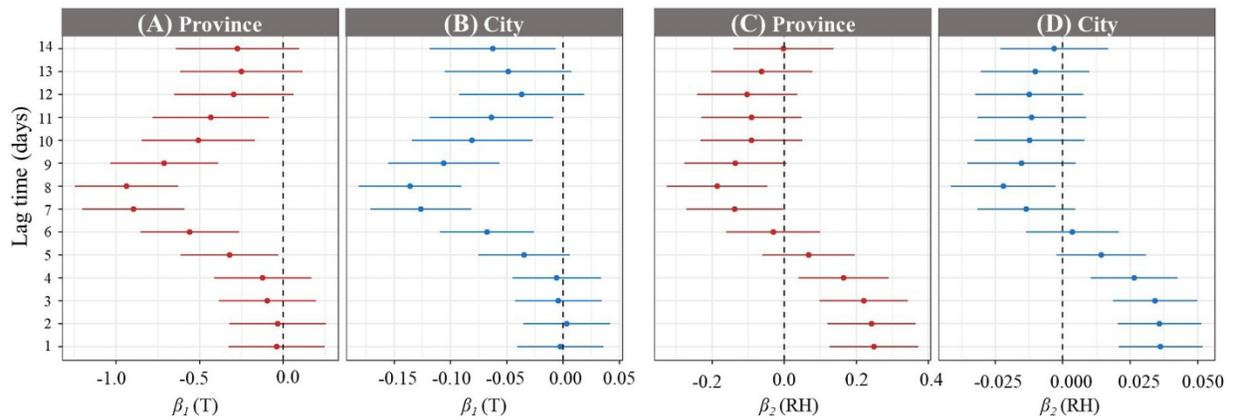 (A) Province
(B) City
(C) Province
(D) City
Lag time (days)
14
13
12
11
10
9
8
7
6
5
4
3
2
1
-1.0 -0.5 0.0
-0.15 -0.10 -0.05 0.00 0.05
-0.2 0.0 0.2 0.4
-0.025 0.000 0.025 0.050
β₁ (T)
β₁ (T)
β₂ (RH)
β₂ (RH)